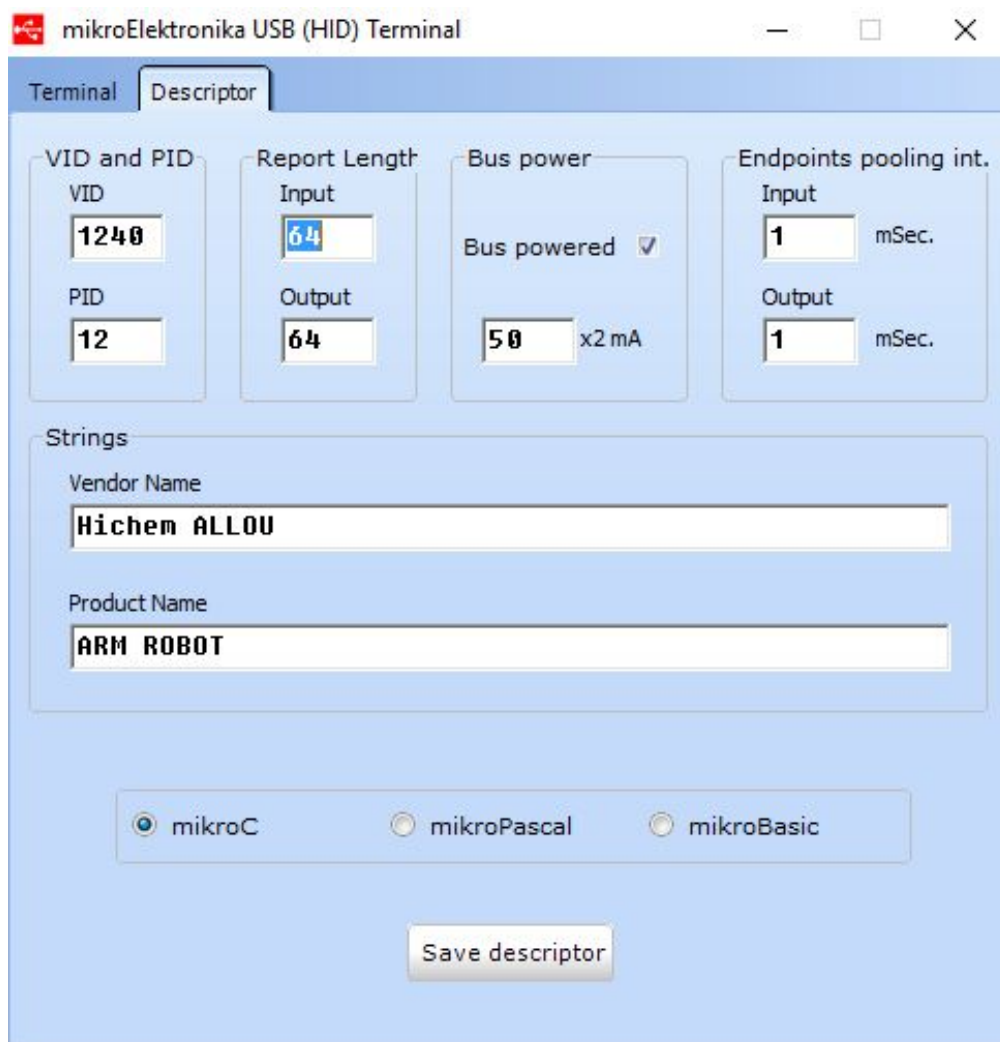 mikroElektronika USB (HID) Terminal
Terminal Descriptor
VID and PID Report Length Bus power Endpoints pooling int.
VID Input Input
1240 64 Bus powered 1 mSec.
PID Output Output
12 64 50 x2 mA 1 mSec.
Strings
Vendor Name
Hichem ALLOU
Product Name
ARM ROBOT
mikroC mikroPascal mikroBasic
Save descriptor